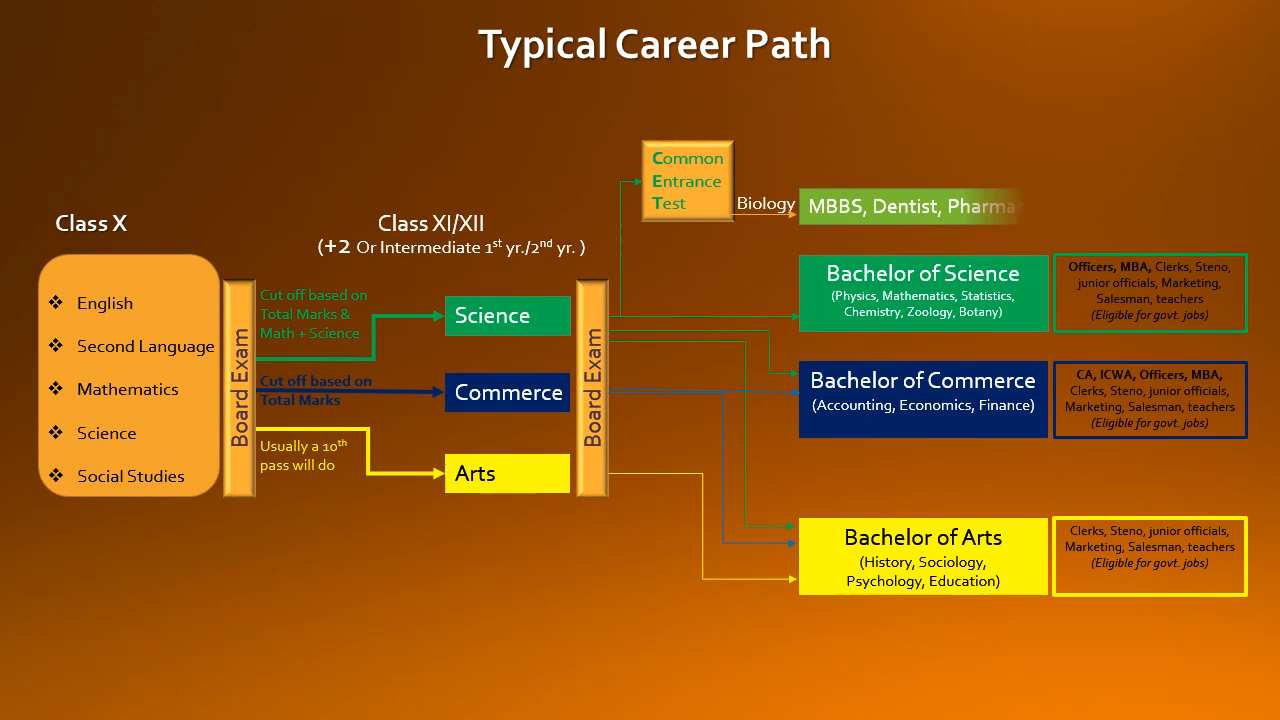 Typical Career Path
Class X
❖ English
❖ Second Language
❖ Mathematics
❖ Science
❖ Social Studies
Board Exam
Class XI/XII
(+2 Or Intermediate 1st yr./2nd yr. )
Cut off based on
Total Marks &
Math + Science
Cut off based on
Total Marks
Usually a 10th
pass will do
Science
Commerce
Arts
Board Exam
Common
Entrance
Test
Biology
MBBS, Dentist, Pharma
Bachelor of Science
(Physics, Mathematics, Statistics,
Chemistry, Zoology, Botany)
Officers, MBA, Clerks, Steno,
junior officials, Marketing,
Salesman, teachers
(Eligible for govt. jobs)
Bachelor of Commerce
(Accounting, Economics, Finance)
CA, ICWA, Officers, MBA,
Clerks, Steno, junior officials,
Marketing, Salesman, teachers
(Eligible for govt. jobs)
Bachelor of Arts
(History, Sociology,
Psychology, Education)
Clerks, Steno, junior officials,
Marketing, Salesman, teachers
(Eligible for govt. jobs)